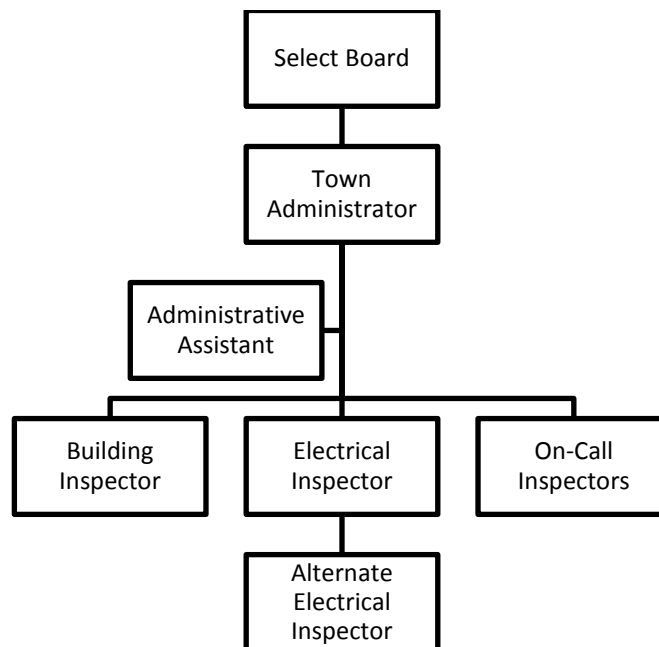 Select Board
Town
Administrator
Administrative
Assistant
Building
Inspector
Electrical
Inspector
On-Call
Inspectors
Alternate
Electrical
Inspector